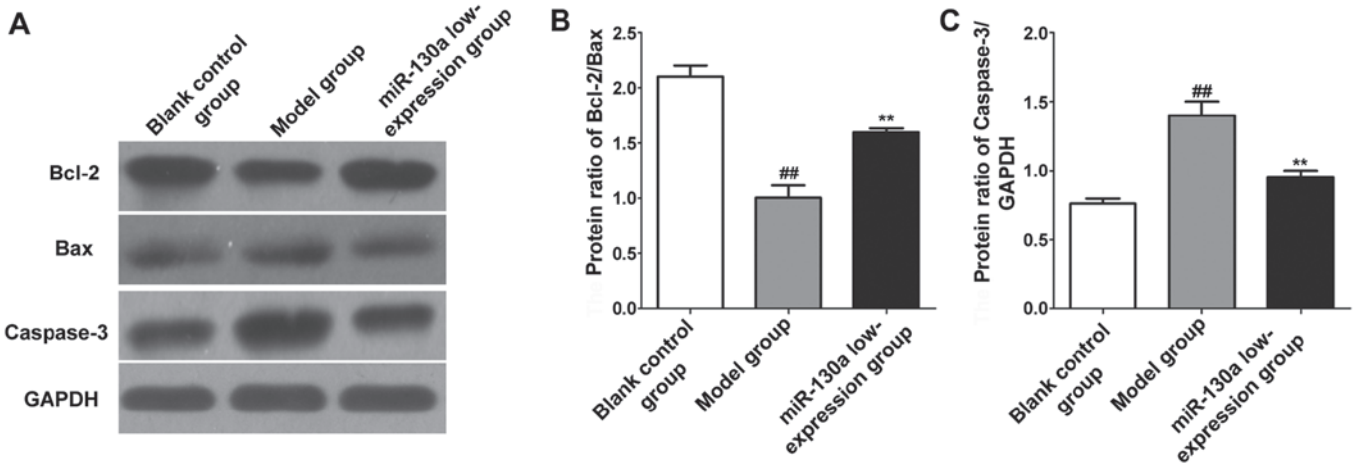 A
Blank control
group
Model group
miR-130a low-
expression group
Bcl-2
Bax
Caspase-3
GAPDH
B
The Protein ratio of Bcl-2/Bax
2.5
2.0
1.5
1.0
0.5
0.0
##
**
Blank control
group
Model group
miR-130a low-
expression group
C
The Protein ratio of Caspase-3/
GAPDH
2.0
1.5
1.0
0.5
0.0
##
**
Blank control
group
Model group
miR-130a low-
expression group